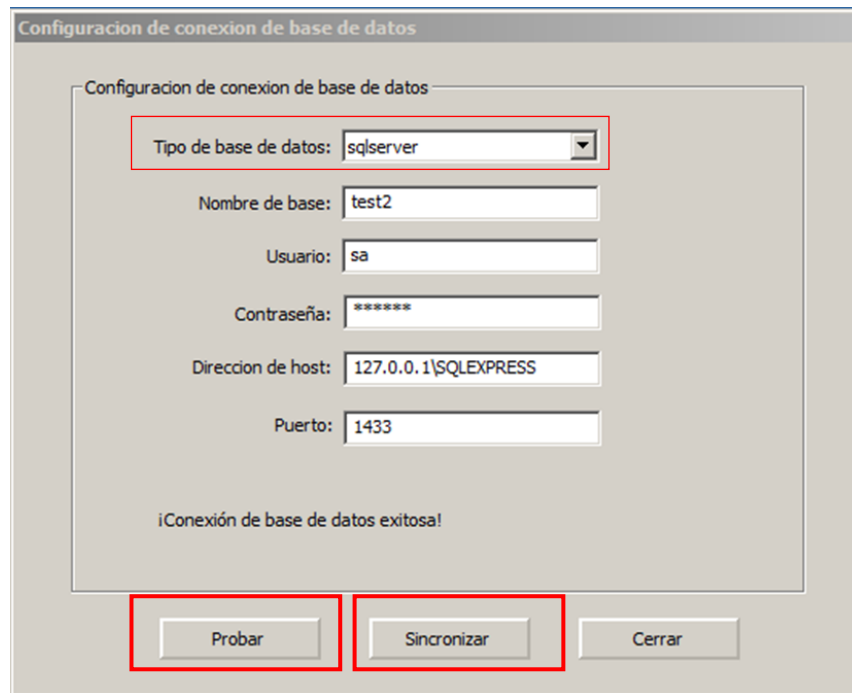 Configuracion de conexion de base de datos
Configuracion de conexion de base de datos
Tipo de base de datos: sqlserver
Nombre de base: test2
Usuario: sa
Contraseña: ******
Direccion de host: 127.0.0.1\SQLEXPRESS
Puerto: 1433
¡Conexión de base de datos exitosa!
Probar Sincronizar Cerrar